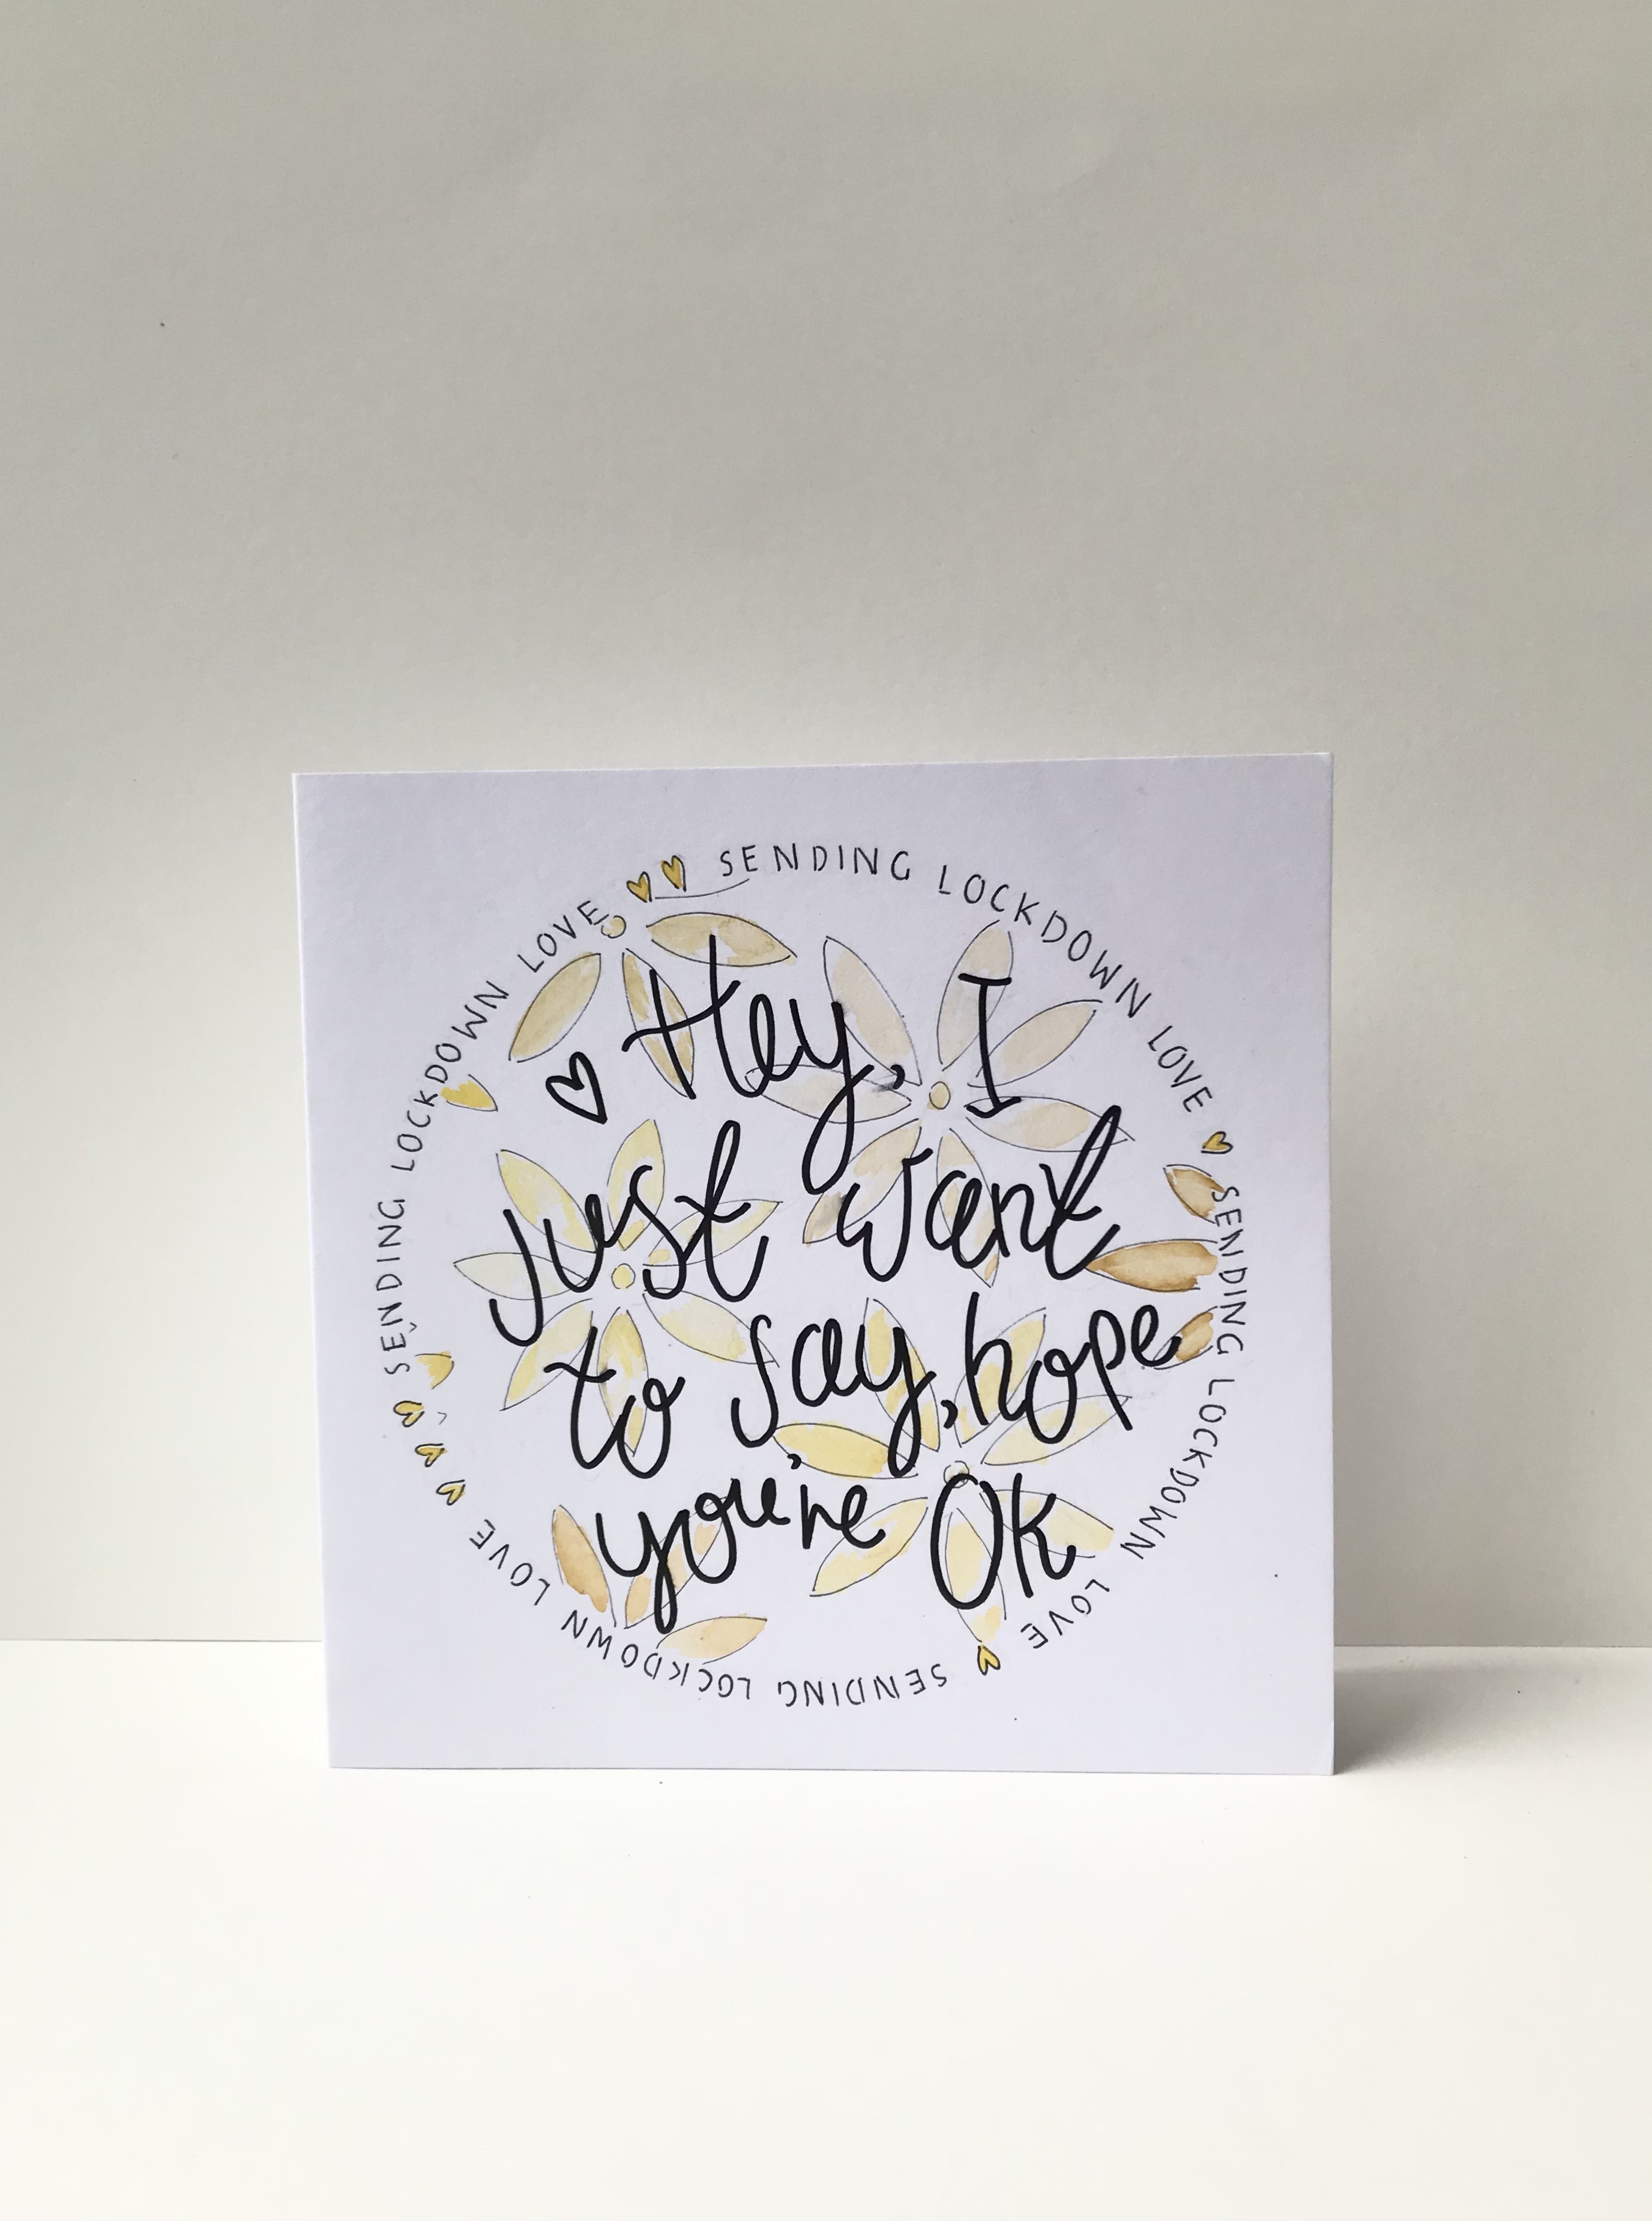 ♡ Hey, I
just want
to say, hope
you're Ok
SENDING LOCKDOWN LOVE ♡
SENDING LOCKDOWN LOVE ♡
SENDING LOCKDOWN LOVE ♡♡♡
SENDING LOCKDOWN LOVE ♡♡